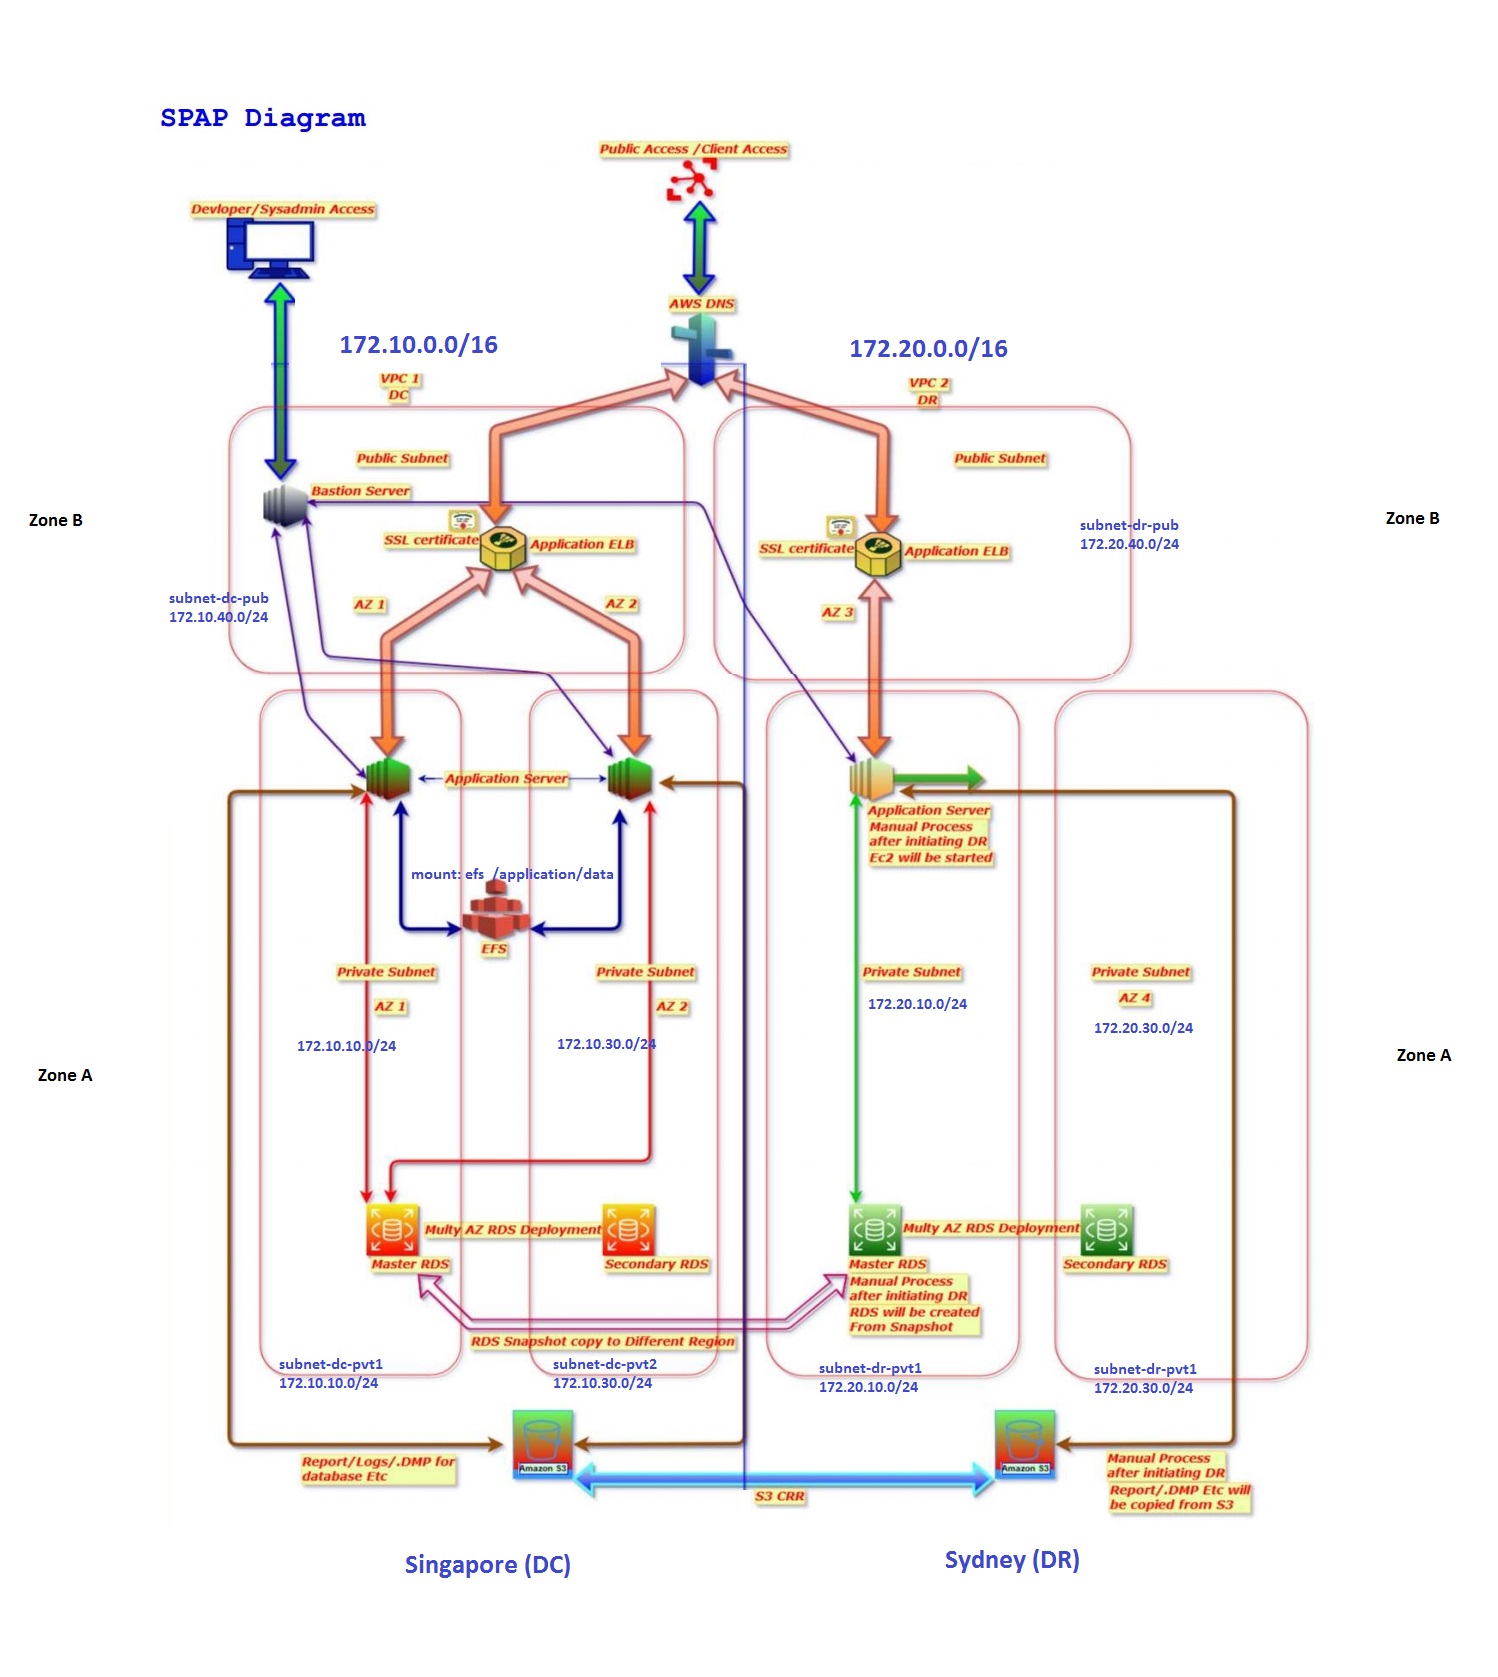 SPAP Diagram
Public Access /Client Access
Devloper/Sysadmin Access
AWS DNS
172.10.0.0/16
172.20.0.0/16
VPC 1
DC
VPC 2
DR
Public Subnet
Public Subnet
Bastion Server
Zone B
Zone B
SSL certificate
Application ELB
SSL certificate
Application ELB
subnet-dr-pub
172.20.40.0/24
subnet-dc-pub
172.10.40.0/24
AZ 1
AZ 2
AZ 3
Application Server
Application Server
Manual Process
after initiating DR
Ec2 will be started
mount: efs /application/data
EFS
Private Subnet
AZ 1
172.10.10.0/24
Private Subnet
AZ 2
172.10.30.0/24
Private Subnet
172.20.10.0/24
Private Subnet
AZ 4
172.20.30.0/24
Zone A
Zone A
Multy AZ RDS Deployment
Master RDS
Secondary RDS
Multy AZ RDS Deployment
Master RDS
Manual Process
after initiating DR
RDS will be created
From Snapshot
Secondary RDS
RDS Snapshot copy to Different Region
subnet-dc-pvt1
172.10.10.0/24
subnet-dc-pvt2
172.10.30.0/24
subnet-dr-pvt1
172.20.10.0/24
subnet-dr-pvt1
172.20.30.0/24
Report/Logs/.DMP for
database Etc
Amazon S3
Amazon S3
S3 CRR
Manual Process
after initiating DR
Report/.DMP Etc will
be copied from S3
Singapore (DC)
Sydney (DR)